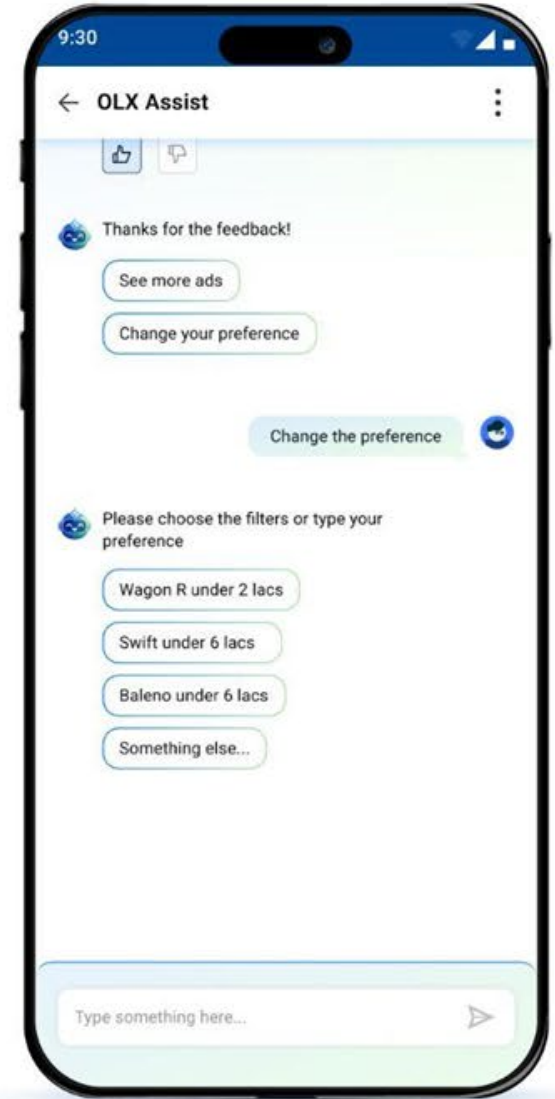 9:30
OLX Assist
Thanks for the feedback!
See more ads
Change your preference
Change the preference
Please choose the filters or type your
preference
Wagon R under 2 lacs
Swift under 6 lacs
Baleno under 6 lacs
Something else...
Type something here...